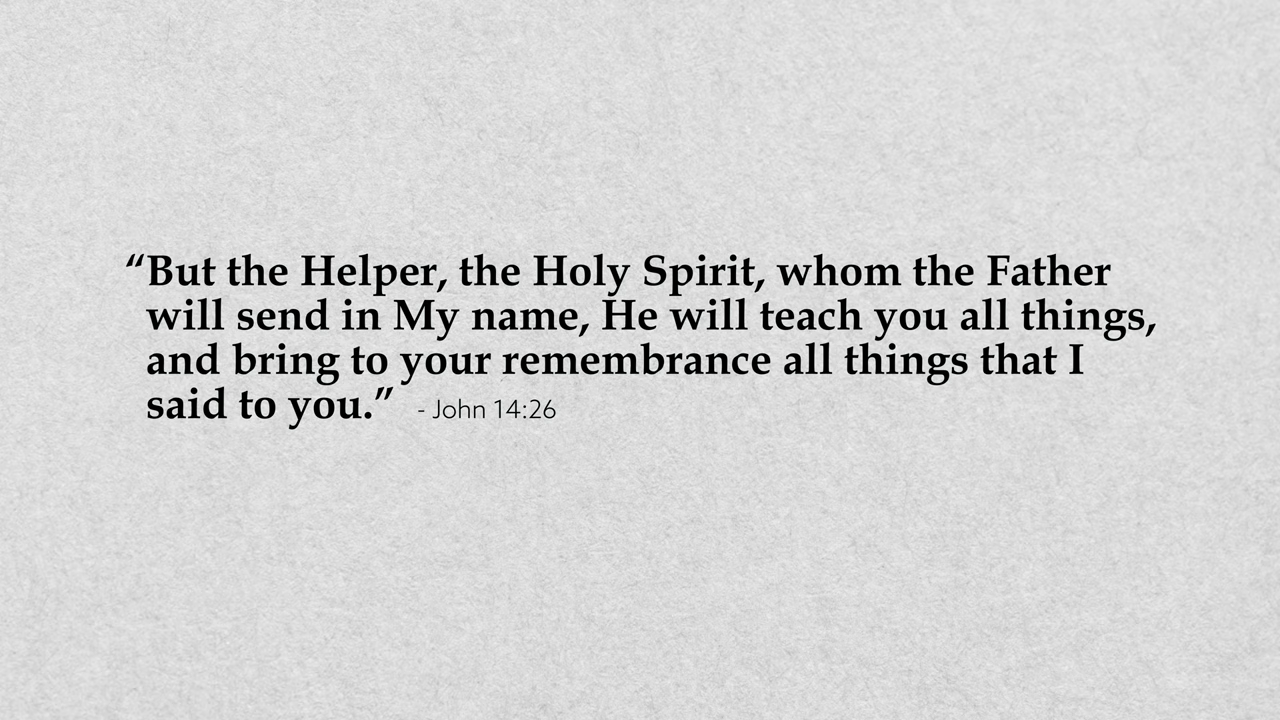 “But the Helper, the Holy Spirit, whom the Father
will send in My name, He will teach you all things,
and bring to your remembrance all things that I
said to you.” - John 14:26